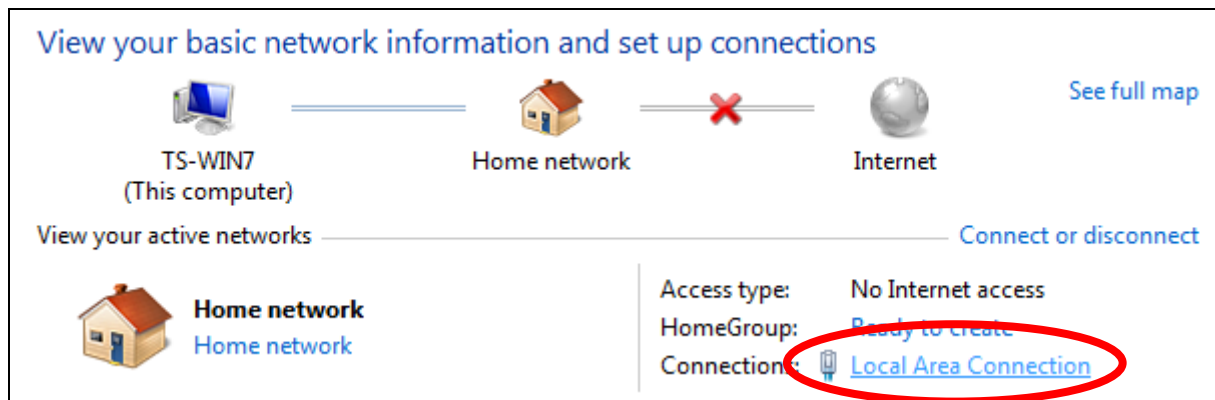 View your basic network information and set up connections
See full map
TS-WIN7
(This computer)
Home network
Internet
View your active networks
Connect or disconnect
Home network
Home network
Access type: No Internet access
HomeGroup: Ready to create
Connections: Local Area Connection